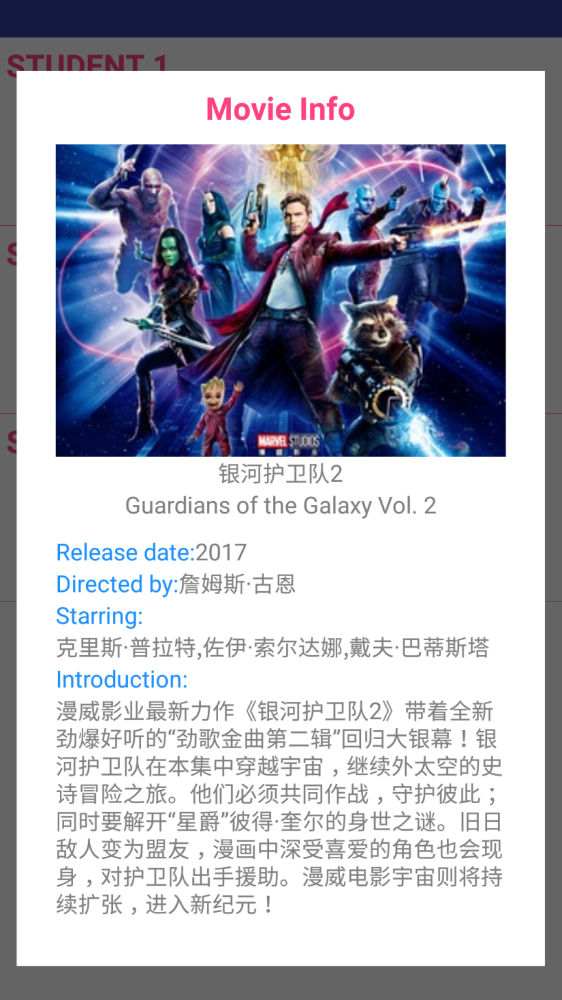 STUDENT 1
Movie Info
MARVEL STUDIOS
银河护卫队2
Guardians of the Galaxy Vol. 2
Release date:2017
Directed by:詹姆斯·古恩
Starring:
克里斯·普拉特,佐伊·索尔达娜,戴夫·巴蒂斯塔
Introduction:
漫威影业最新力作《银河护卫队2》带着全新
劲爆好听的“劲歌金曲第二辑”回归大银幕！银
河护卫队在本集中穿越宇宙，继续外太空的史
诗冒险之旅。他们必须共同作战，守护彼此；
同时要解开“星爵”彼得·奎尔的身世之谜。旧日
敌人变为盟友，漫画中深受喜爱的角色也会现
身，对护卫队出手援助。漫威电影宇宙则将持
续扩张，进入新纪元！